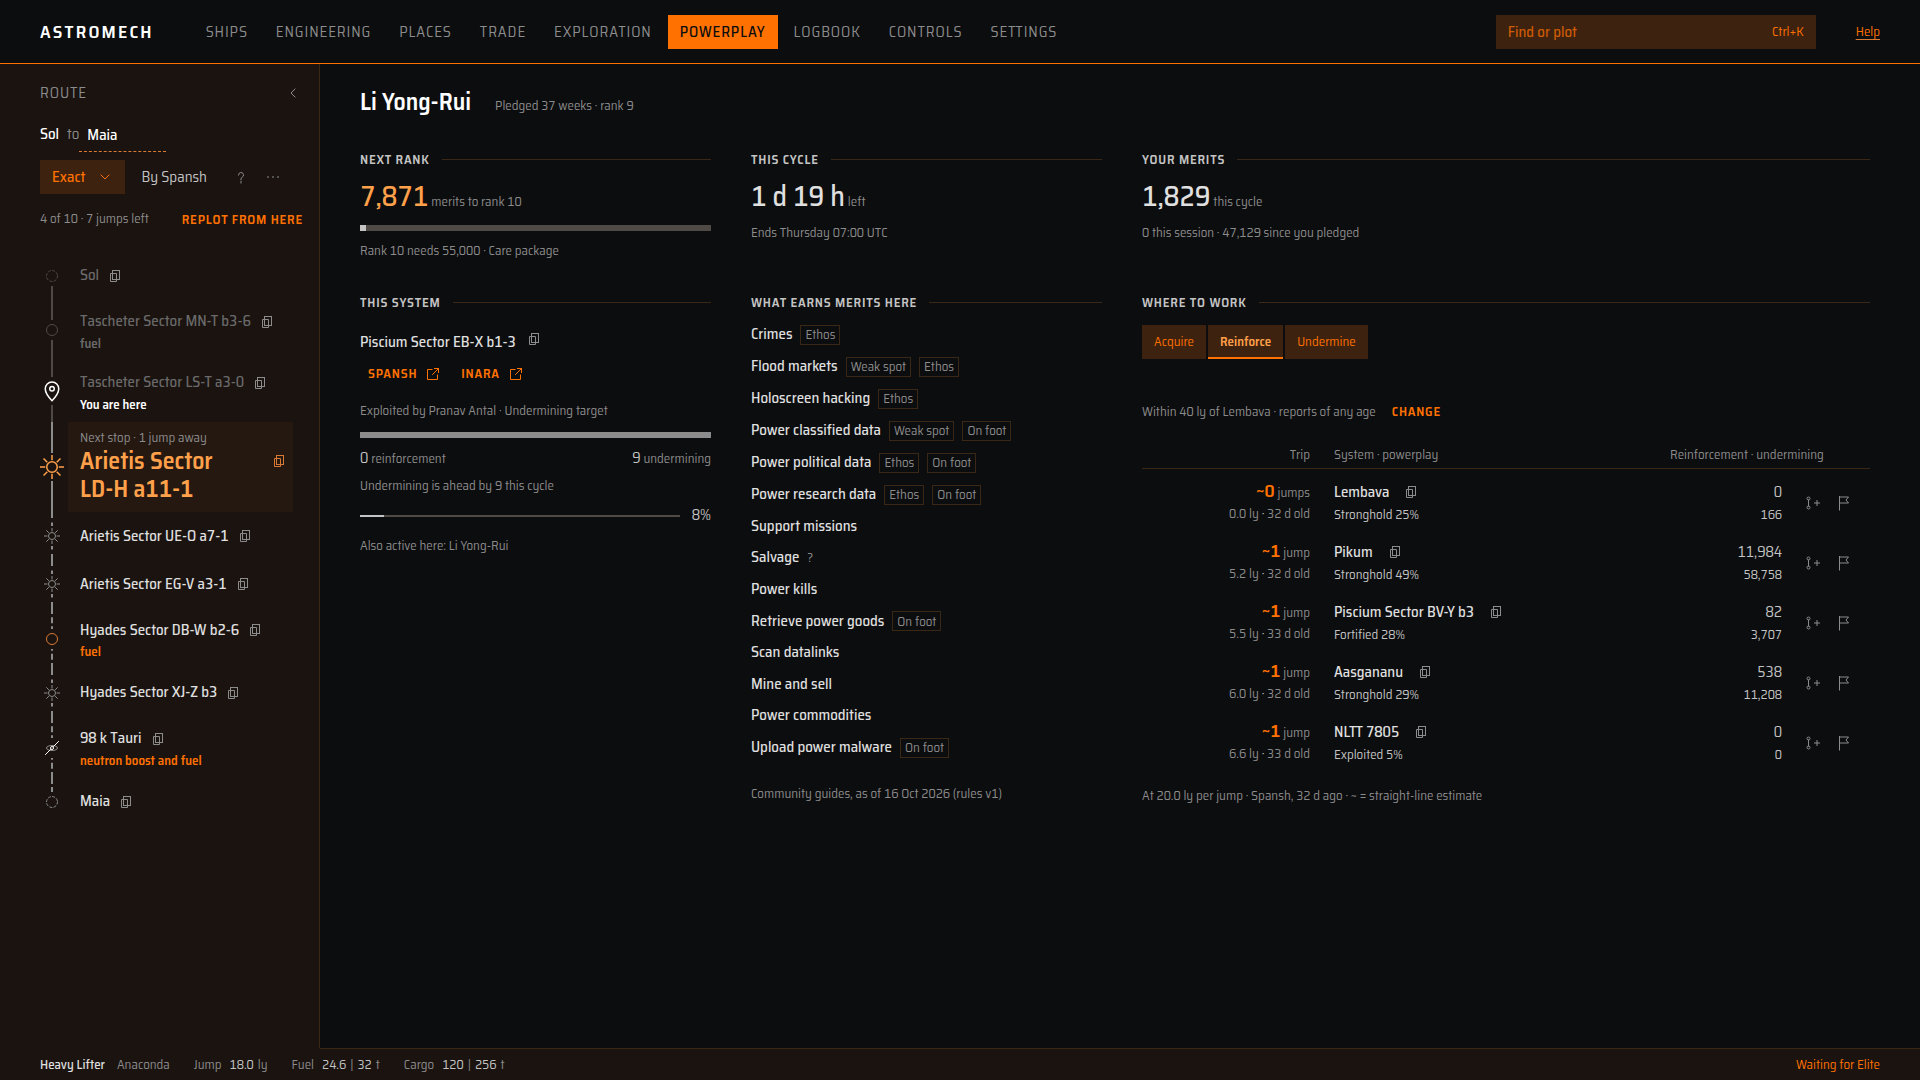 ASTROMECH SHIPS ENGINEERING PLACES TRADE EXPLORATION POWERPLAY LOGBOOK CONTROLS SETTINGS Find or plot Ctrl+K Help
ROUTE
Sol to Maia
Exact By Spansh ? ...
4 of 10 · 7 jumps left REPLOT FROM HERE
Sol
Tascheter Sector MN-T b3-6
fuel
Tascheter Sector LS-T a3-0
You are here
Next stop · 1 jump away
Arietis Sector
LD-H a11-1
Arietis Sector UE-O a7-1
Arietis Sector EG-V a3-1
Hyades Sector DB-W b2-6
fuel
Hyades Sector XJ-Z b3
98 k Tauri
neutron boost and fuel
Maia
Li Yong-Rui Pledged 37 weeks · rank 9
NEXT RANK
7,871 merits to rank 10
Rank 10 needs 55,000 · Care package
THIS CYCLE
1 d 19 h left
Ends Thursday 07:00 UTC
YOUR MERITS
1,829 this cycle
0 this session · 47,129 since you pledged
THIS SYSTEM
Piscium Sector EB-X b1-3
SPANSH INARA
Exploited by Pranav Antal · Undermining target
0 reinforcement 9 undermining
Undermining is ahead by 9 this cycle
8%
Also active here: Li Yong-Rui
WHAT EARNS MERITS HERE
Crimes Ethos
Flood markets Weak spot Ethos
Holoscreen hacking Ethos
Power classified data Weak spot On foot
Power political data Ethos On foot
Power research data Ethos On foot
Support missions
Salvage ?
Power kills
Retrieve power goods On foot
Scan datalinks
Mine and sell
Power commodities
Upload power malware On foot
Community guides, as of 16 Oct 2026 (rules v1)
WHERE TO WORK
Acquire Reinforce Undermine
Within 40 ly of Lembava · reports of any age CHANGE
Trip System · powerplay Reinforcement · undermining
~0 jumps Lembava 0
0.0 ly · 32 d old Stronghold 25% 166
~1 jump Pikum 11,984
5.2 ly · 32 d old Stronghold 49% 58,758
~1 jump Piscium Sector BV-Y b3 82
5.5 ly · 33 d old Fortified 28% 3,707
~1 jump Aasgananu 538
6.0 ly · 32 d old Stronghold 29% 11,208
~1 jump NLTT 7805 0
6.6 ly · 33 d old Exploited 5% 0
At 20.0 ly per jump · Spansh, 32 d ago · ~ = straight-line estimate
Heavy Lifter Anaconda Jump 18.0 ly Fuel 24.6 | 32 t Cargo 120 | 256 t Waiting for Elite